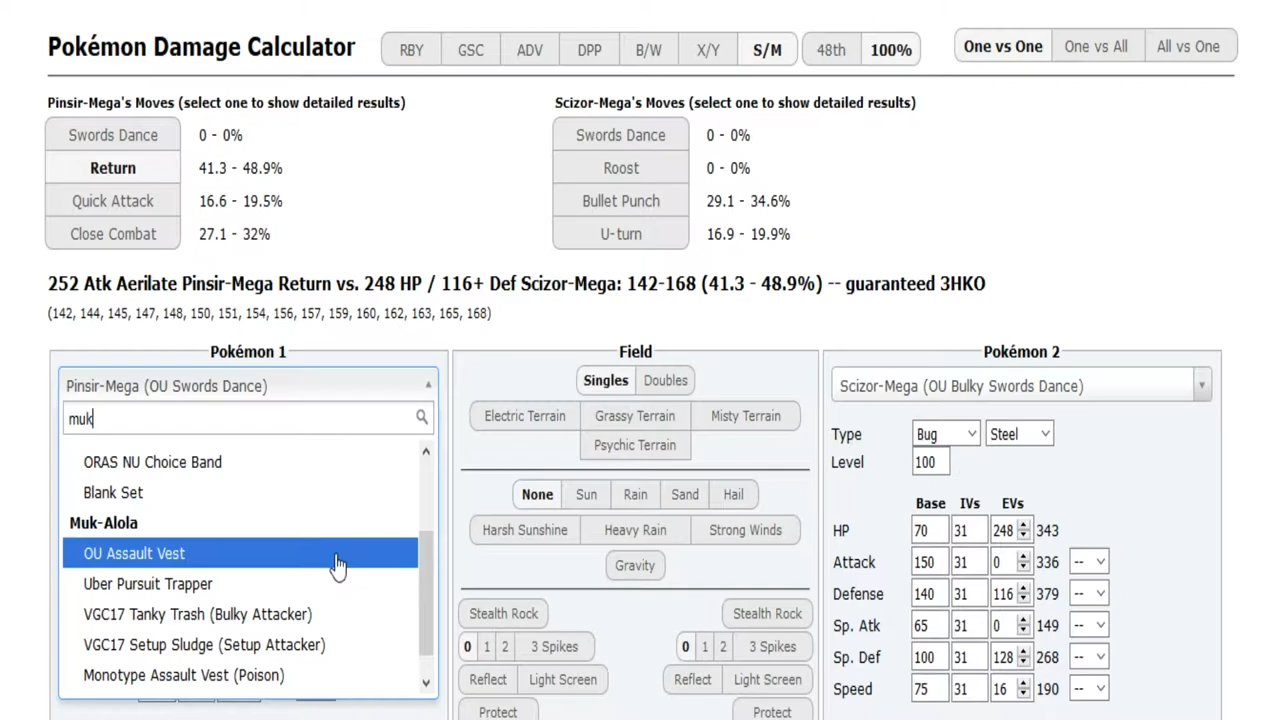 Pokémon Damage Calculator
RBY GSC ADV DPP B/W X/Y S/M 48th 100% One vs One One vs All All vs One
Pinsir-Mega's Moves (select one to show detailed results)
Swords Dance 0 - 0%
Return 41.3 - 48.9%
Quick Attack 16.6 - 19.5%
Close Combat 27.1 - 32%
Scizor-Mega's Moves (select one to show detailed results)
Swords Dance 0 - 0%
Roost 0 - 0%
Bullet Punch 29.1 - 34.6%
U-turn 16.9 - 19.9%
252 Atk Aerilate Pinsir-Mega Return vs. 248 HP / 116+ Def Scizor-Mega: 142-168 (41.3 - 48.9%) -- guaranteed 3HKO
(142, 144, 145, 147, 148, 150, 151, 154, 156, 157, 159, 160, 162, 163, 165, 168)
Pokémon 1
Pinsir-Mega (OU Swords Dance)
muk
ORAS NU Choice Band
Blank Set
Muk-Alola
OU Assault Vest
Uber Pursuit Trapper
VGC17 Tanky Trash (Bulky Attacker)
VGC17 Setup Sludge (Setup Attacker)
Monotype Assault Vest (Poison)
Field
Singles Doubles
Electric Terrain Grassy Terrain Misty Terrain
Psychic Terrain
None Sun Rain Sand Hail
Harsh Sunshine Heavy Rain Strong Winds
Gravity
Stealth Rock Stealth Rock
0 1 2 3 Spikes 0 1 2 3 Spikes
Reflect Light Screen Reflect Light Screen
Protect Protect
Pokémon 2
Scizor-Mega (OU Bulky Swords Dance)
Type Bug Steel
Level 100
Base IVs EVs
HP 70 31 248 343
Attack 150 31 0 336 --
Defense 140 31 116 379 --
Sp. Atk 65 31 0 149 --
Sp. Def 100 31 128 268 --
Speed 75 31 16 190 --